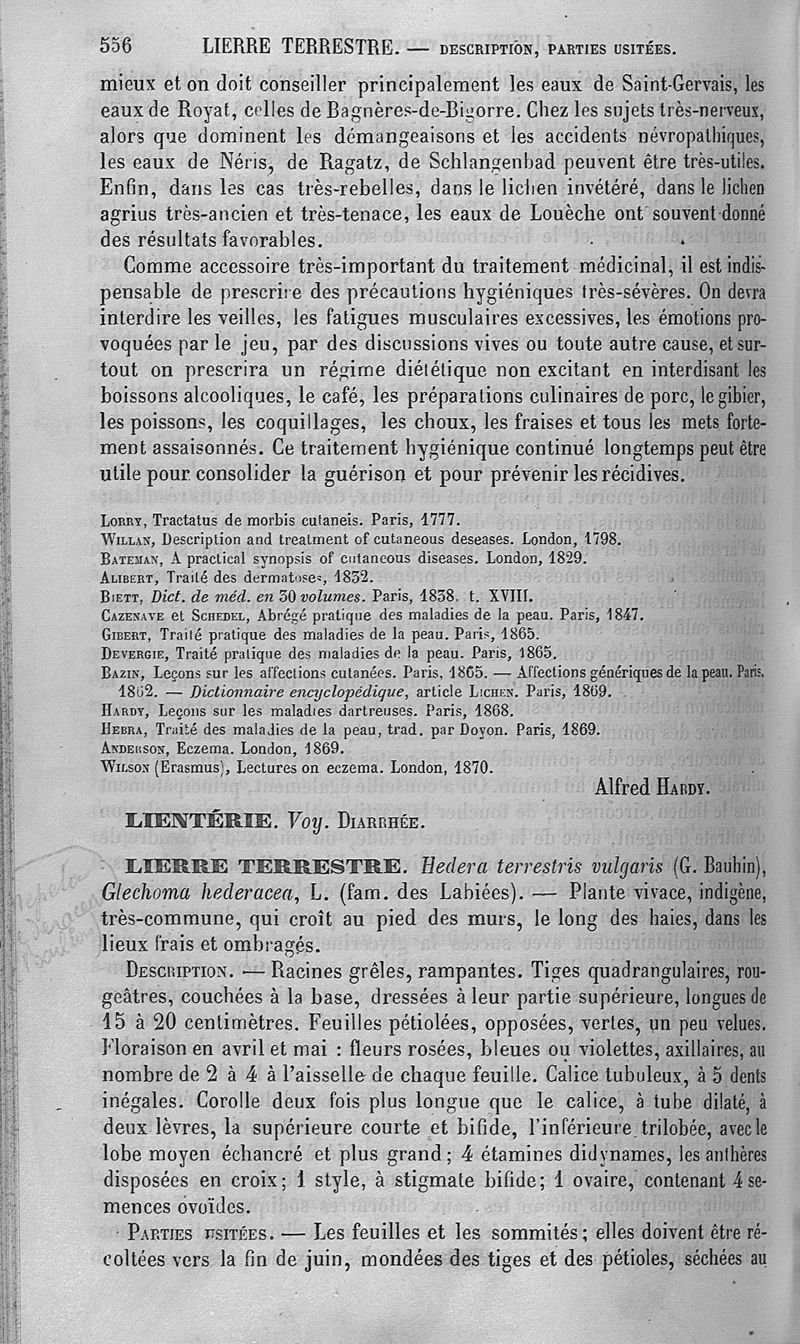 556 LIERRE TERRESTRE. — DESCRIPTION, PARTIES USITÉES.
mieux et on doit conseiller principalement les eaux de Saint-Gervais, les
eaux de Royat, celles de Bagnères-de-Bigorre. Chez les sujets très-nerveux,
alors que dominent les démangeaisons et les accidents névropathiques,
les eaux de Néris, de Ragatz, de Schlangenbad peuvent être très-utiles.
Enfin, dans les cas très-rebelles, dans le lichen invétéré, dans le lichen
agrius très-ancien et très-tenace, les eaux de Louèche ont souvent donné
des résultats favorables.
Comme accessoire très-important du traitement médicinal, il est indis-
pensable de prescrire des précautions hygiéniques très-sévères. On devra
interdire les veilles, les fatigues musculaires excessives, les émotions pro-
voquées par le jeu, par des discussions vives ou toute autre cause, et sur-
tout on prescrira un régime diététique non excitant en interdisant les
boissons alcooliques, le café, les préparations culinaires de porc, le gibier,
les poissons, les coquillages, les choux, les fraises et tous les mets forte-
ment assaisonnés. Ce traitement hygiénique continué longtemps peut être
utile pour consolider la guérison et pour prévenir les récidives.
LORRY, Tractatus de morbis cutaneis. Paris, 1777.
WILLAN, Description and treatment of cutaneous deseases. London, 1798.
BATEMAN, A practical synopsis of cutaneous diseases. London, 1829.
ALIBERT, Traité des dermatoses, 1832.
BIETT, Dict. de méd. en 30 volumes. Paris, 1838. t. XVIII.
CAZENAVE et SCHEDEL, Abrégé pratique des maladies de la peau. Paris, 1847.
GIBERT, Traité pratique des maladies de la peau. Paris, 1865.
DEVERGIE, Traité pratique des maladies de la peau. Paris, 1865.
BAZIN, Leçons sur les affections cutanées. Paris, 1865. — Affections génériques de la peau. Paris,
1862. — Dictionnaire encyclopédique, article LICHEN. Paris, 1869.
HARDY, Leçons sur les maladies dartreuses. Paris, 1868.
HEBRA, Traité des maladies de la peau, trad. par Doyon. Paris, 1869.
ANDERSON, Eczema. London, 1869.
WILSON (Erasmus), Lectures on eczema. London, 1870.
Alfred HARDY.
LIENTÉRIE. Voy. DIARRHÉE.
LIERRE TERRESTRE. Hedera terrestris vulgaris (G. Bauhin),
Glechoma hederacea, L. (fam. des Labiées). — Plante vivace, indigène,
très-commune, qui croît au pied des murs, le long des haies, dans les
lieux frais et ombragés.
DESCRIPTION. — Racines grêles, rampantes. Tiges quadrangulaires, rou-
geâtres, couchées à la base, dressées à leur partie supérieure, longues de
15 à 20 centimètres. Feuilles pétiolées, opposées, vertes, un peu velues.
Floraison en avril et mai : fleurs rosées, bleues ou violettes, axillaires, au
nombre de 2 à 4 à l'aisselle de chaque feuille. Calice tubuleux, à 5 dents
inégales. Corolle deux fois plus longue que le calice, à tube dilaté, à
deux lèvres, la supérieure courte et bifide, l'inférieure trilobée, avec le
lobe moyen échancré et plus grand ; 4 étamines didynames, les anthères
disposées en croix; 1 style, à stigmate bifide; 1 ovaire, contenant 4 se-
mences ovoïdes.
PARTIES USITÉES. — Les feuilles et les sommités ; elles doivent être ré-
coltées vers la fin de juin, mondées des tiges et des pétioles, séchées au